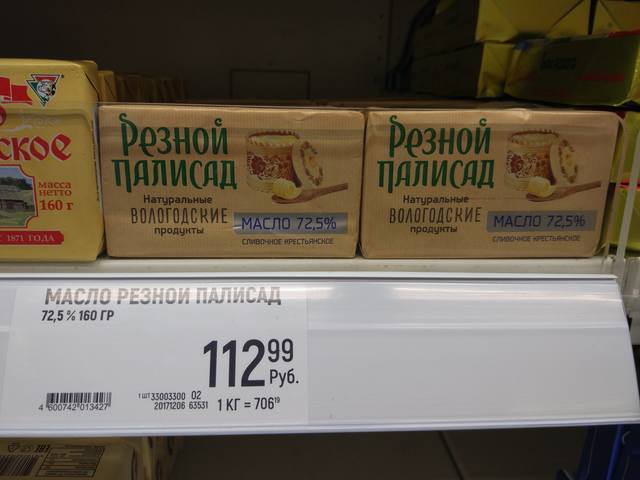 ское
масса
нетто
160 г
1871 ГОДА
Резной
палисад
Натуральные
ВОЛОГОДСКИЕ
продукты
МАСЛО 72,5%
СЛИВОЧНОЕ КРЕСТЬЯНСКОЕ
Резной
палисад
Натуральные
ВОЛОГОДСКИЕ
продукты
МАСЛО 72,5%
СЛИВОЧНОЕ КРЕСТЬЯНСКОЕ
МАСЛО РЕЗНОЙ ПАЛИСАД
72,5 % 160 ГР
112 99
Руб.
1 ШТ 33003300 02
20171206 63531
1 КГ = 706 19
4 600742 013427